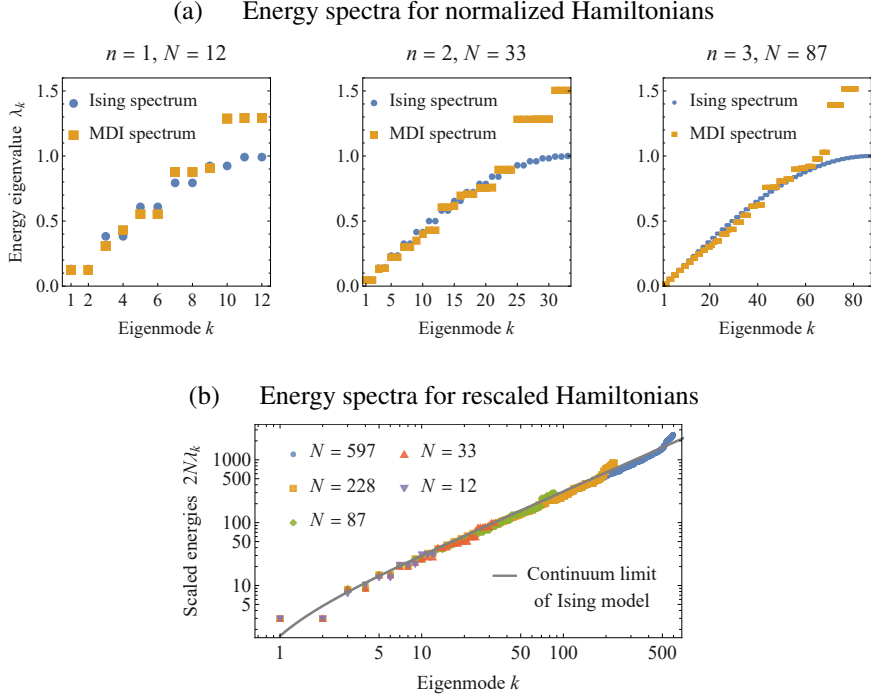 (a) Energy spectra for normalized Hamiltonians
n = 1, N = 12
n = 2, N = 33
n = 3, N = 87
Energy eigenvalue λk
1.5
1.0
0.5
0.0
Ising spectrum
MDI spectrum
1 2 4 6 8 10 12
Eigenmode k
1.5
1.0
0.5
0.0
Ising spectrum
MDI spectrum
1 5 10 15 20 25 30
Eigenmode k
1.5
1.0
0.5
0.0
Ising spectrum
MDI spectrum
1 20 40 60 80
Eigenmode k
(b) Energy spectra for rescaled Hamiltonians
Scaled energies 2Nλk
1000
500
100
50
10
5
N = 597
N = 33
N = 228
N = 12
N = 87
Continuum limit
of Ising model
1 5 10 50 100 500
Eigenmode k